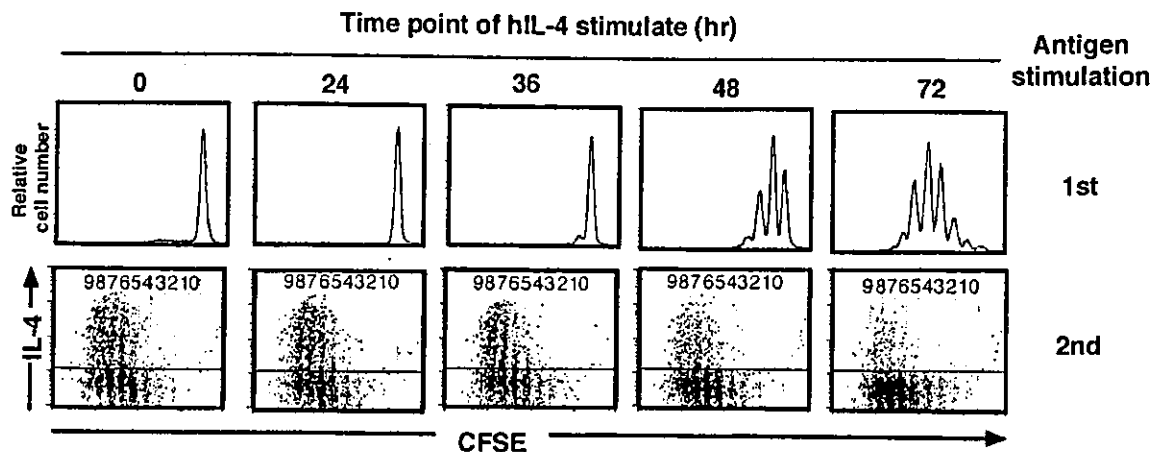 Time point of hIL-4 stimulate (hr)
Antigen
stimulation
0 24 36 48 72
Relative
cell number
1st
9876543210 9876543210 9876543210 9876543210 9876543210
IL-4
2nd
CFSE